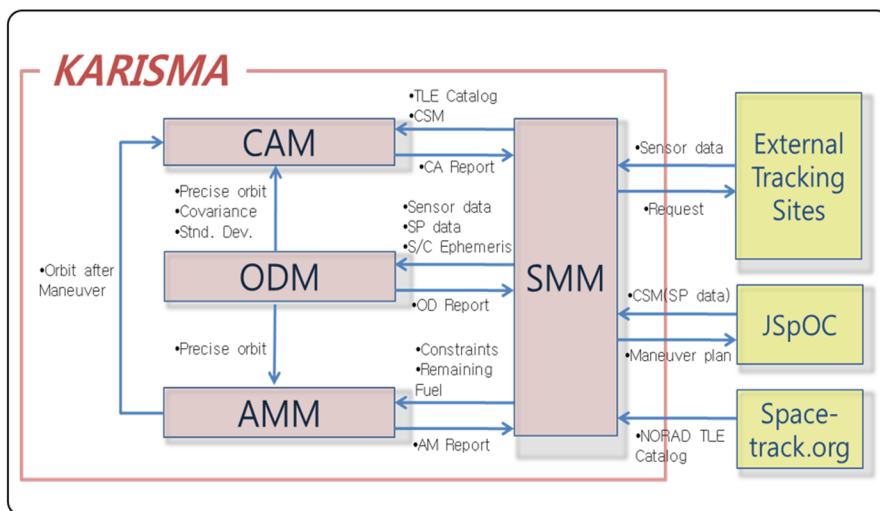 KARISMA
•TLE Catalog
•CSM
CAM
•CA Report
•Precise orbit
•Covariance
•Stnd. Dev.
•Sensor data
•SP data
•S/C Ephemeris
ODM
•OD Report
•Orbit after
Maneuver
•Precise orbit
•Constraints
•Remaining
Fuel
AMM
•AM Report
SMM
•Sensor data
•Request
External
Tracking
Sites
•CSM(SP data)
•Maneuver plan
JSpOC
•NORAD TLE
Catalog
Space-
track.org